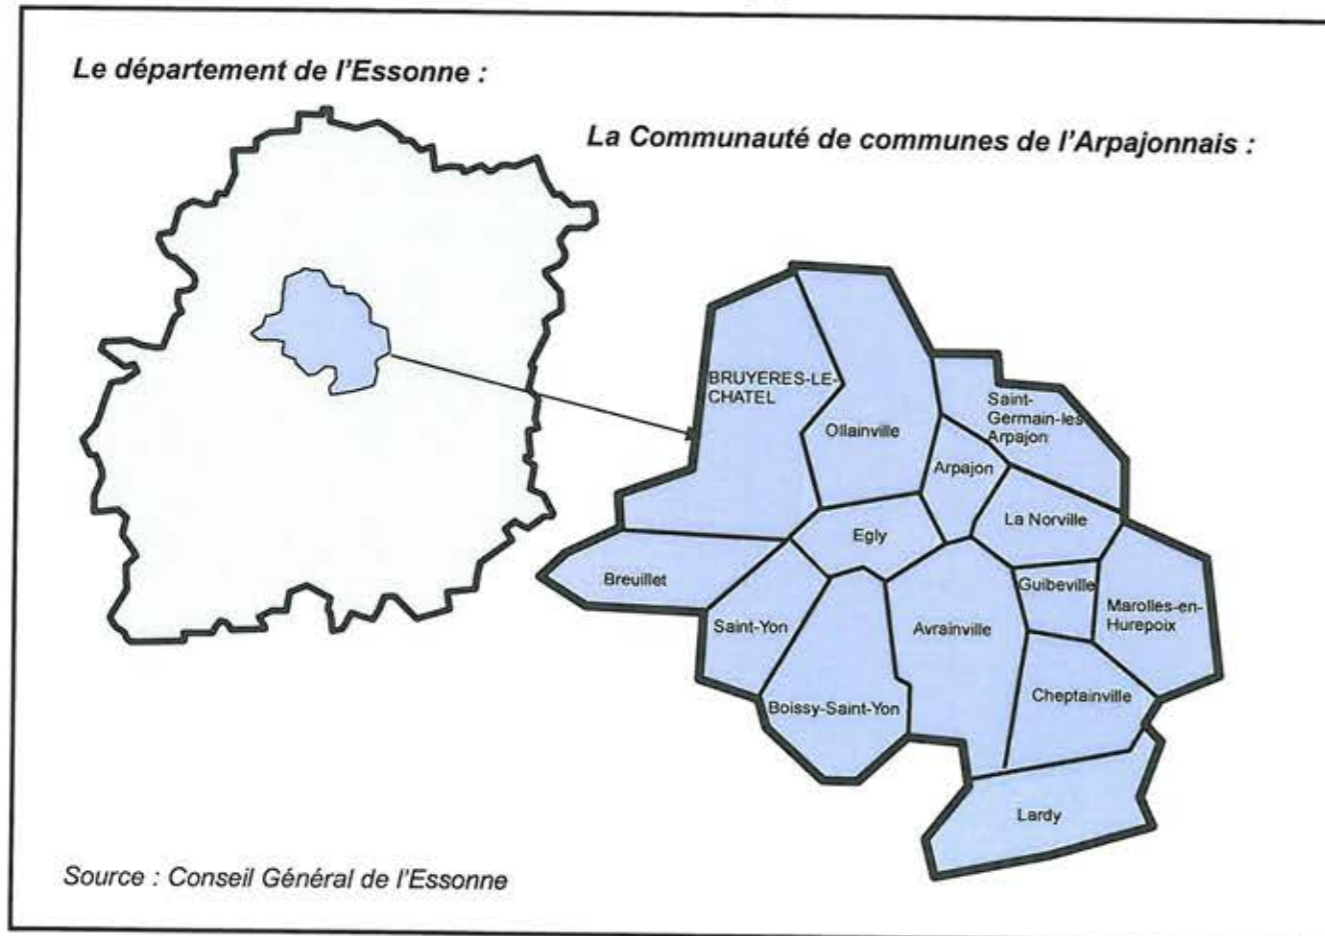 Le département de l'Essonne :
La Communauté de communes de l'Arpajonnais :
BRUYERES-LE-
CHATEL
Ollainville
Saint-
Germain-les
Arpajon
Arpajon
La Norville
Egly
Breuillet
Guibeville
Marolles-en-
Hurepoix
Saint-Yon
Avrainville
Cheptainville
Boissy-Saint-Yon
Lardy
Source : Conseil Général de l'Essonne